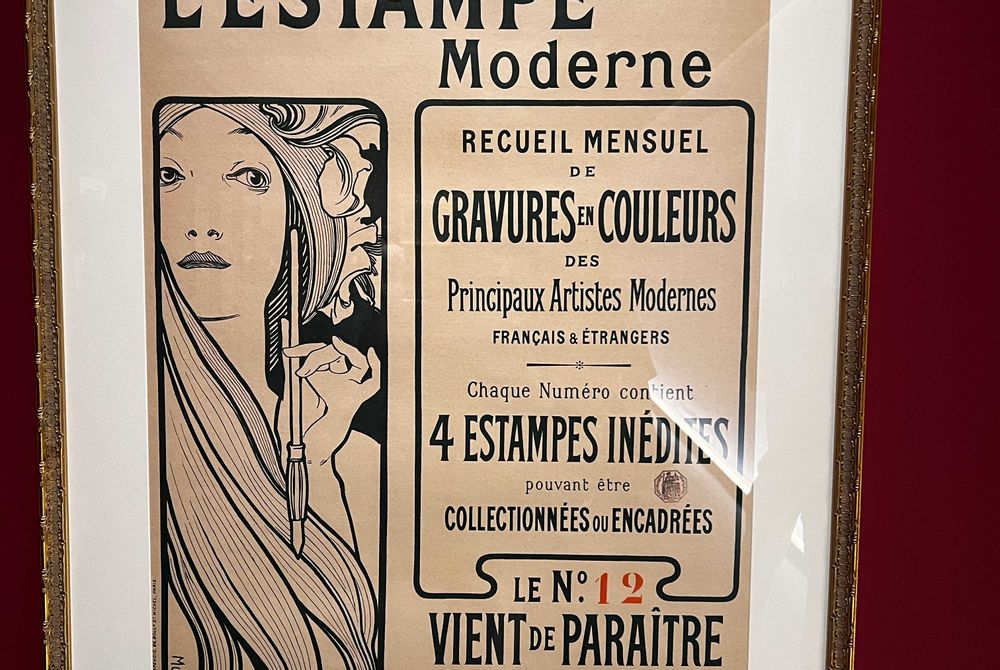 L'ESTAMPE
Moderne
RECUEIL MENSUEL
DE
GRAVURES EN COULEURS
DES
Principaux Artistes Modernes
FRANÇAIS & ÉTRANGERS
Chaque Numéro contient
4 ESTAMPES INÉDITES
pouvant être
COLLECTIONNÉES OU ENCADRÉES
LE No. 12
VIENT DE PARAÎTRE